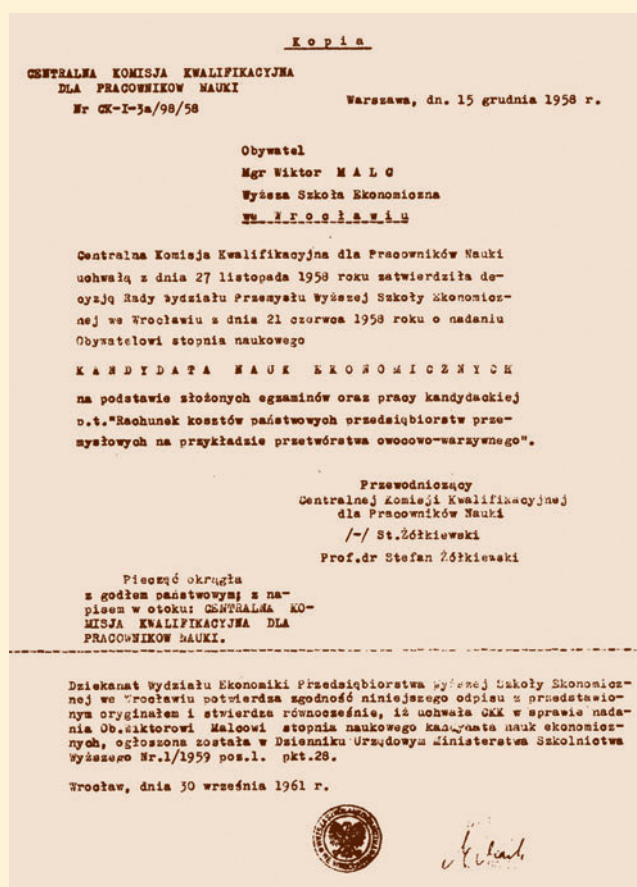 K o p i a
CENTRALNA KOMISJA KWALIFIKACYJNA
DLA PRACOWNIKOW NAUKI
Nr CK-I-3a/98/58
Warszawa, dn. 15 grudnia 1958 r.
Obywatel
Mgr Wiktor M A L C
Wyższa Szkoła Ekonomiczna
we W r o c ł a w i u
Centralna Komisja Kwalifikacyjna dla Pracowników Nauki
uchwałą z dnia 27 listopada 1958 roku zatwierdziła de-
cyzję Rady Wydziału Przemysłu Wyższej Szkoły Ekonomicz-
nej we Wrocławiu z dnia 21 czerwca 1958 roku o nadaniu
Obywatelowi stopnia naukowego
K A N D Y D A T A N A U K E K O N O M I C Z N Y C H
na podstawie złożonych egzaminów oraz pracy kandydackiej
p.t."Rachunek kosztów państwowych przedsiębiorstw prze-
mysłowych na przykładzie przetwórstwa owocowo-warzywnego".
Przewodniczący
Centralnej Komisji Kwalifikacyjnej
dla Pracowników Nauki
/-/ St.Żółkiewski
Prof.dr Stefan Żółkiewski
Pieczęć okrągła
z godłem państwowym; z na-
pisem w otoku: CENTRALNA KO-
MISJA KWALIFIKACYJNA DLA
PRACOWNIKOW NAUKI.
Dziekanat Wydziału Ekonomiki Przedsiębiorstwa Wyższej Szkoły Ekonomicz-
nej we Wrocławiu potwierdza zgodność niniejszego odpisu z przedstawio-
nym oryginałem i stwierdza równocześnie, iż uchwała CKK w sprawie nada-
nia Ob.Wiktorowi Malcowi stopnia naukowego kandydata nauk ekonomicz-
nych, ogłoszona została w Dzienniku Urzędowym Ministerstwa Szkolnictwa
Wyższego Nr.1/1959 poz.1. pkt.28.
Wrocław, dnia 30 września 1961 r.